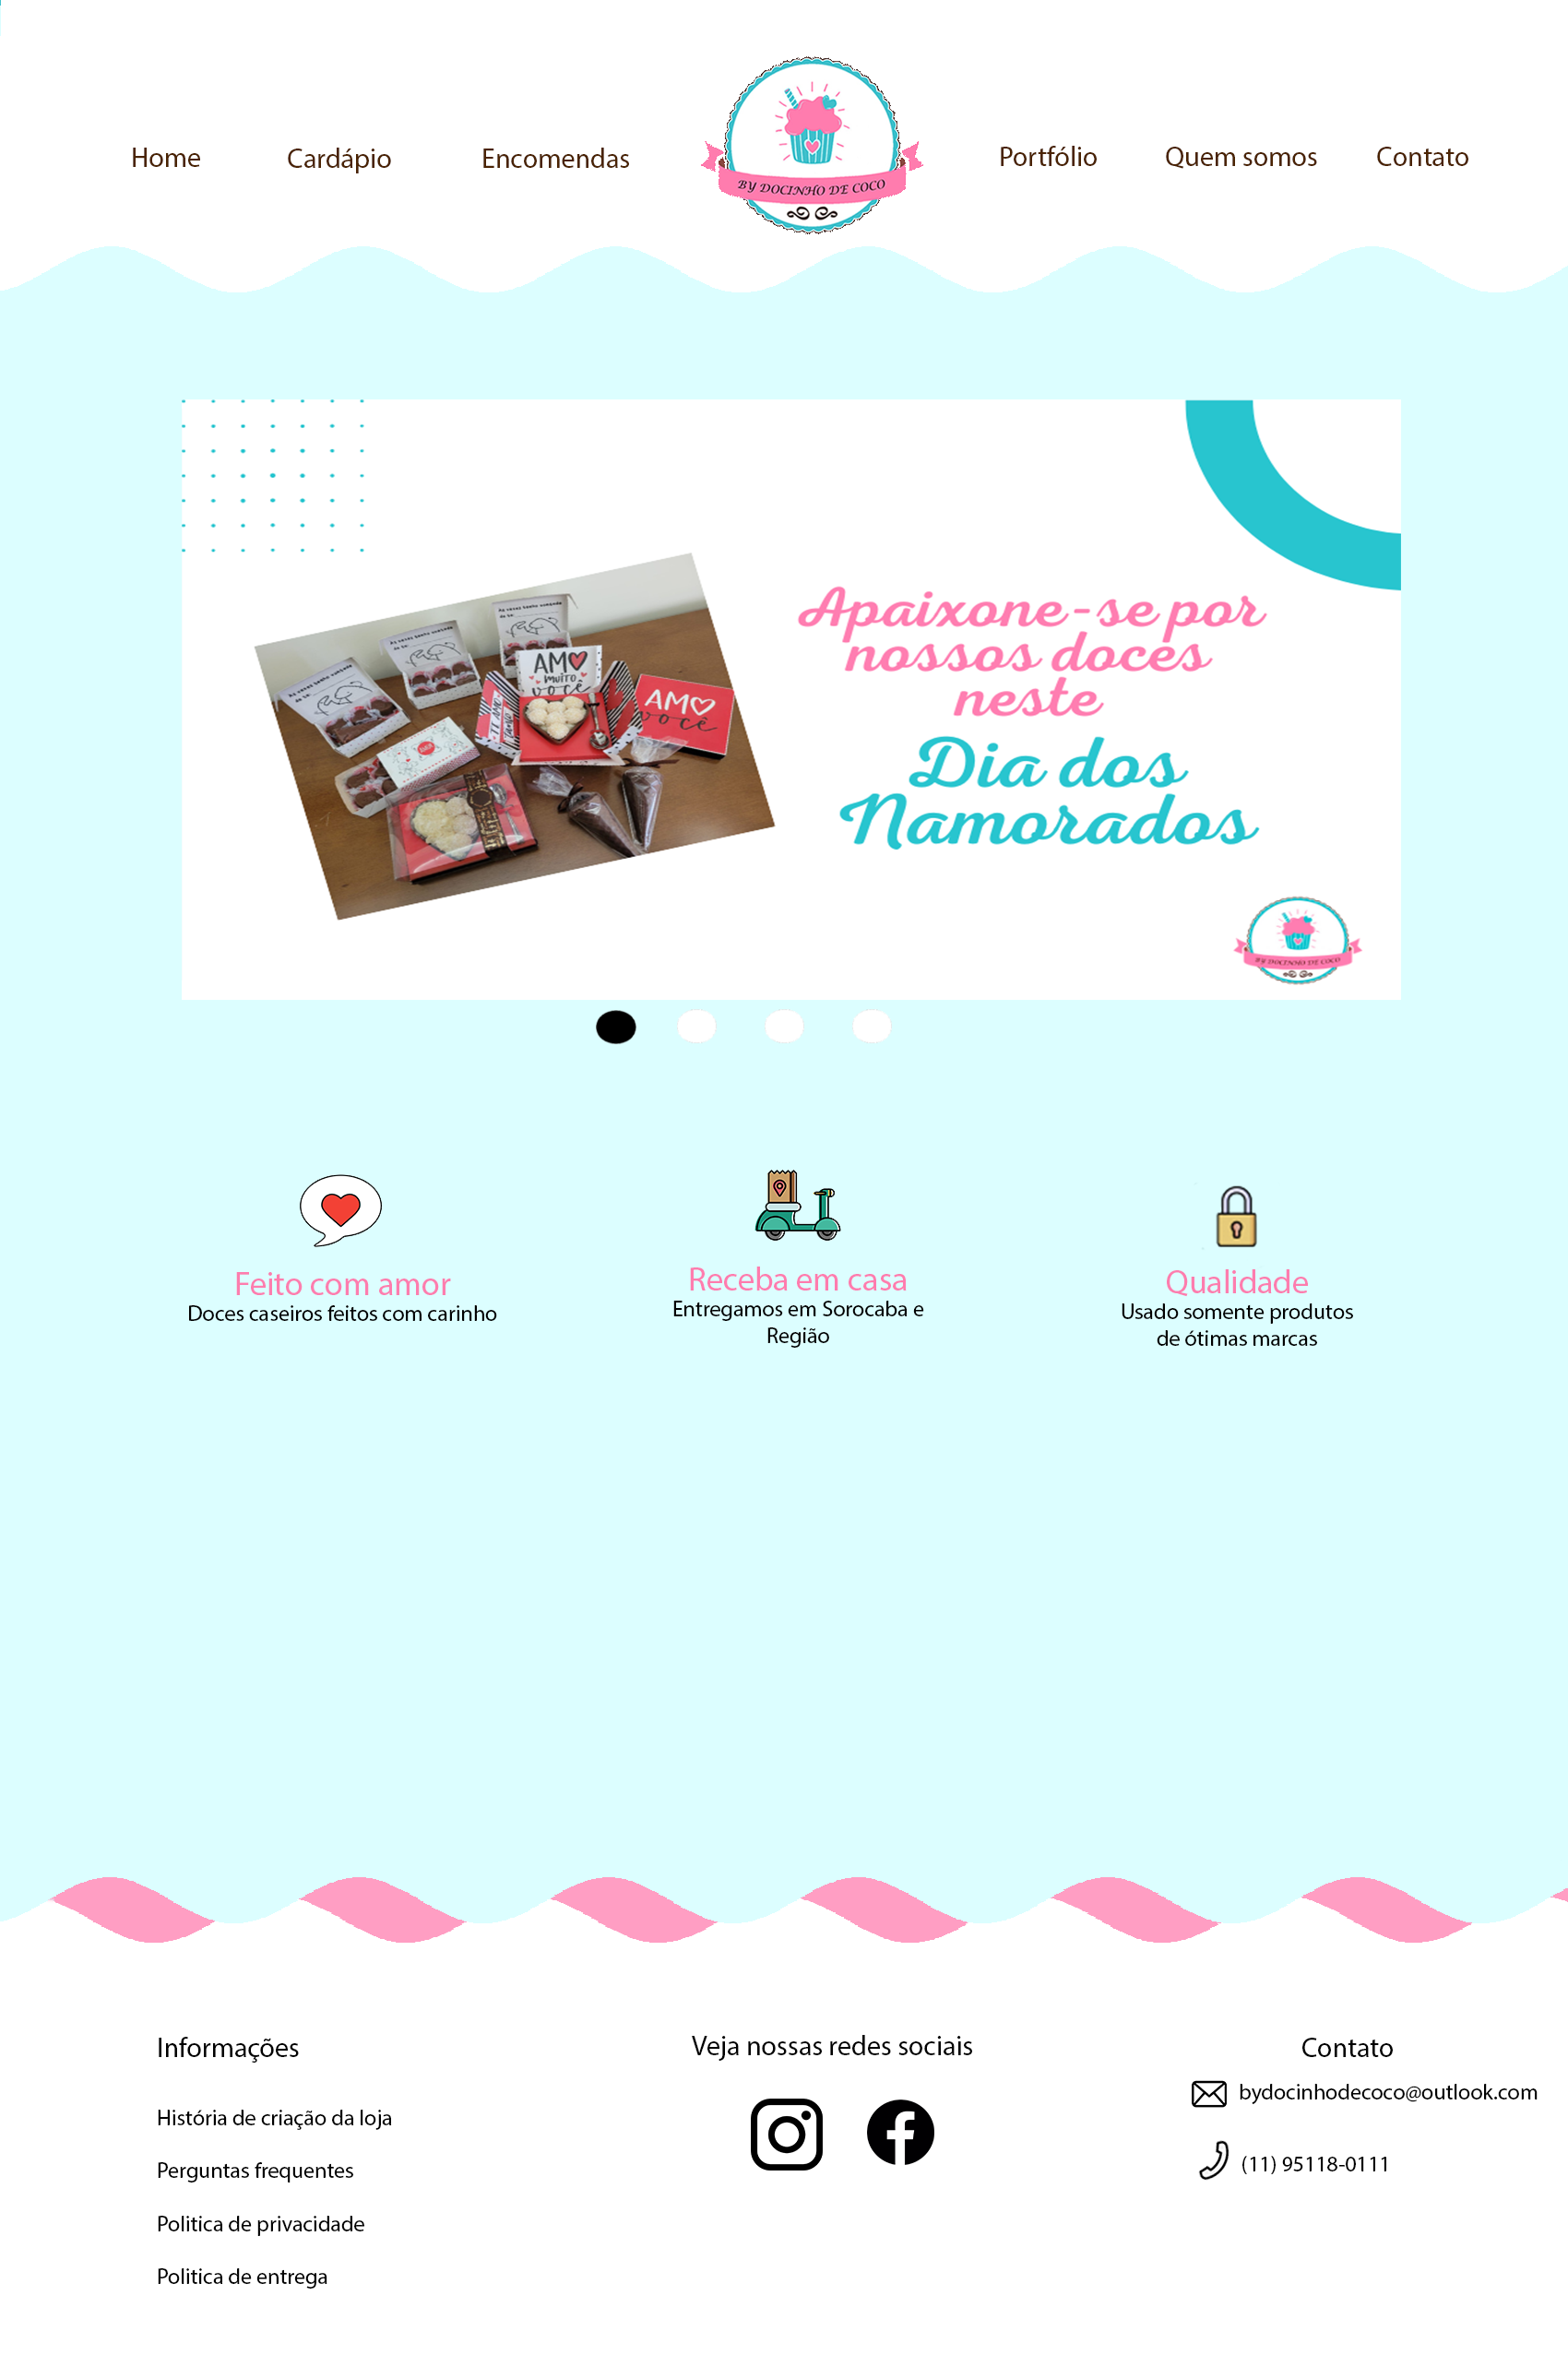 Home
Cardápio
Encomendas
BY DOCINHO DE COCO
Portfólio
Quem somos
Contato
AMO
MUITO
você
AMO
você
TE AMO
Apaixone-se por
nossos doces
neste
Dia dos
Namorados
BY DOCINHO DE COCO
Feito com amor
Doces caseiros feitos com carinho
Receba em casa
Entregamos em Sorocaba e
Região
Qualidade
Usado somente produtos
de ótimas marcas
Informações
História de criação da loja
Perguntas frequentes
Politica de privacidade
Politica de entrega
Veja nossas redes sociais
Contato
bydocinhodecoco@outlook.com
(11) 95118-0111